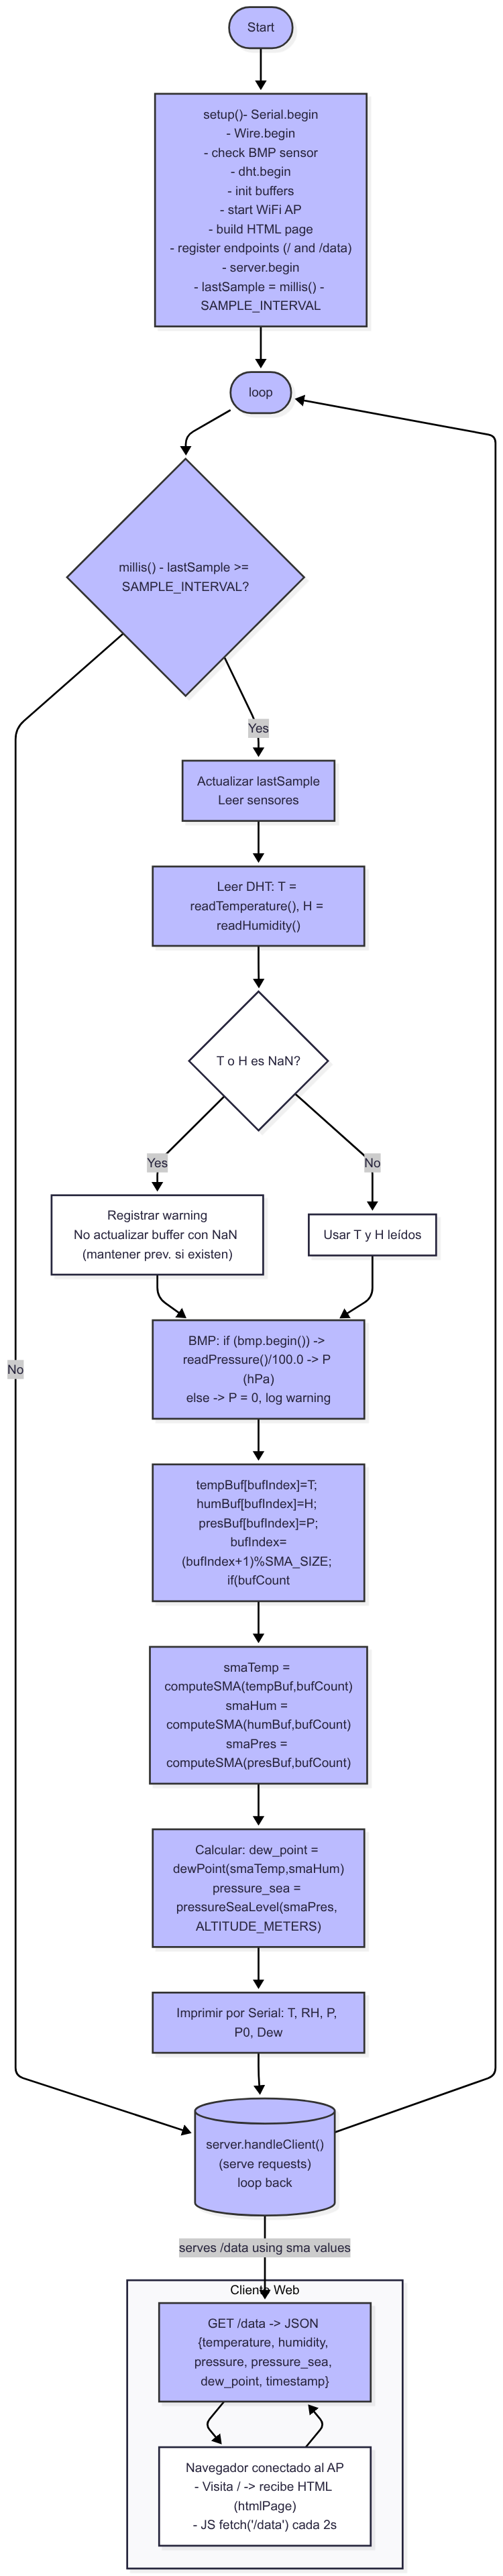 Start
setup()- Serial.begin
- Wire.begin
- check BMP sensor
- dht.begin
- init buffers
- start WiFi AP
- build HTML page
- register endpoints (/ and /data)
- server.begin
- lastSample = millis() -
SAMPLE_INTERVAL
loop
millis() - lastSample >=
SAMPLE_INTERVAL?
Yes
Actualizar lastSample
Leer sensores
Leer DHT: T =
readTemperature(), H =
readHumidity()
T o H es NaN?
Yes
No
Registrar warning
No actualizar buffer con NaN
(mantener prev. si existen)
Usar T y H leídos
No
BMP: if (bmp.begin()) ->
readPressure()/100.0 -> P
(hPa)
else -> P = 0, log warning
tempBuf[bufIndex]=T;
humBuf[bufIndex]=H;
presBuf[bufIndex]=P;
bufIndex=
(bufIndex+1)%SMA_SIZE;
if(bufCount
smaTemp =
computeSMA(tempBuf,bufCount)
smaHum =
computeSMA(humBuf,bufCount)
smaPres =
computeSMA(presBuf,bufCount)
Calcular: dew_point =
dewPoint(smaTemp,smaHum)
pressure_sea =
pressureSeaLevel(smaPres,
ALTITUDE_METERS)
Imprimir por Serial: T, RH, P,
P0, Dew
server.handleClient()
(serve requests)
loop back
serves /data using sma values
Cliente Web
GET /data -> JSON
{temperature, humidity,
pressure, pressure_sea,
dew_point, timestamp}
Navegador conectado al AP
- Visita / -> recibe HTML
(htmlPage)
- JS fetch('/data') cada 2s